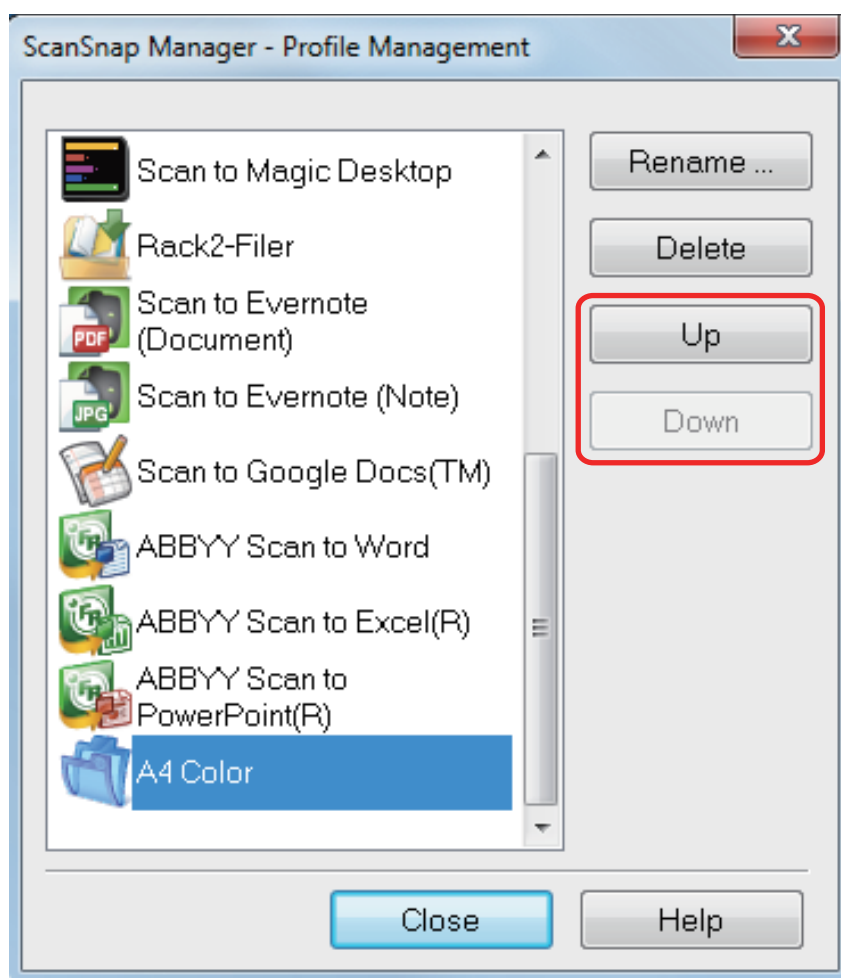 ScanSnap Manager - Profile Management
Scan to Magic Desktop
Rack2-Filer
Scan to Evernote
(Document)
PDF
Scan to Evernote (Note)
JPG
Scan to Google Docs(TM)
ABBYY Scan to Word
ABBYY Scan to Excel(R)
ABBYY Scan to
PowerPoint(R)
A4 Color
Rename ...
Delete
Up
Down
Close
Help